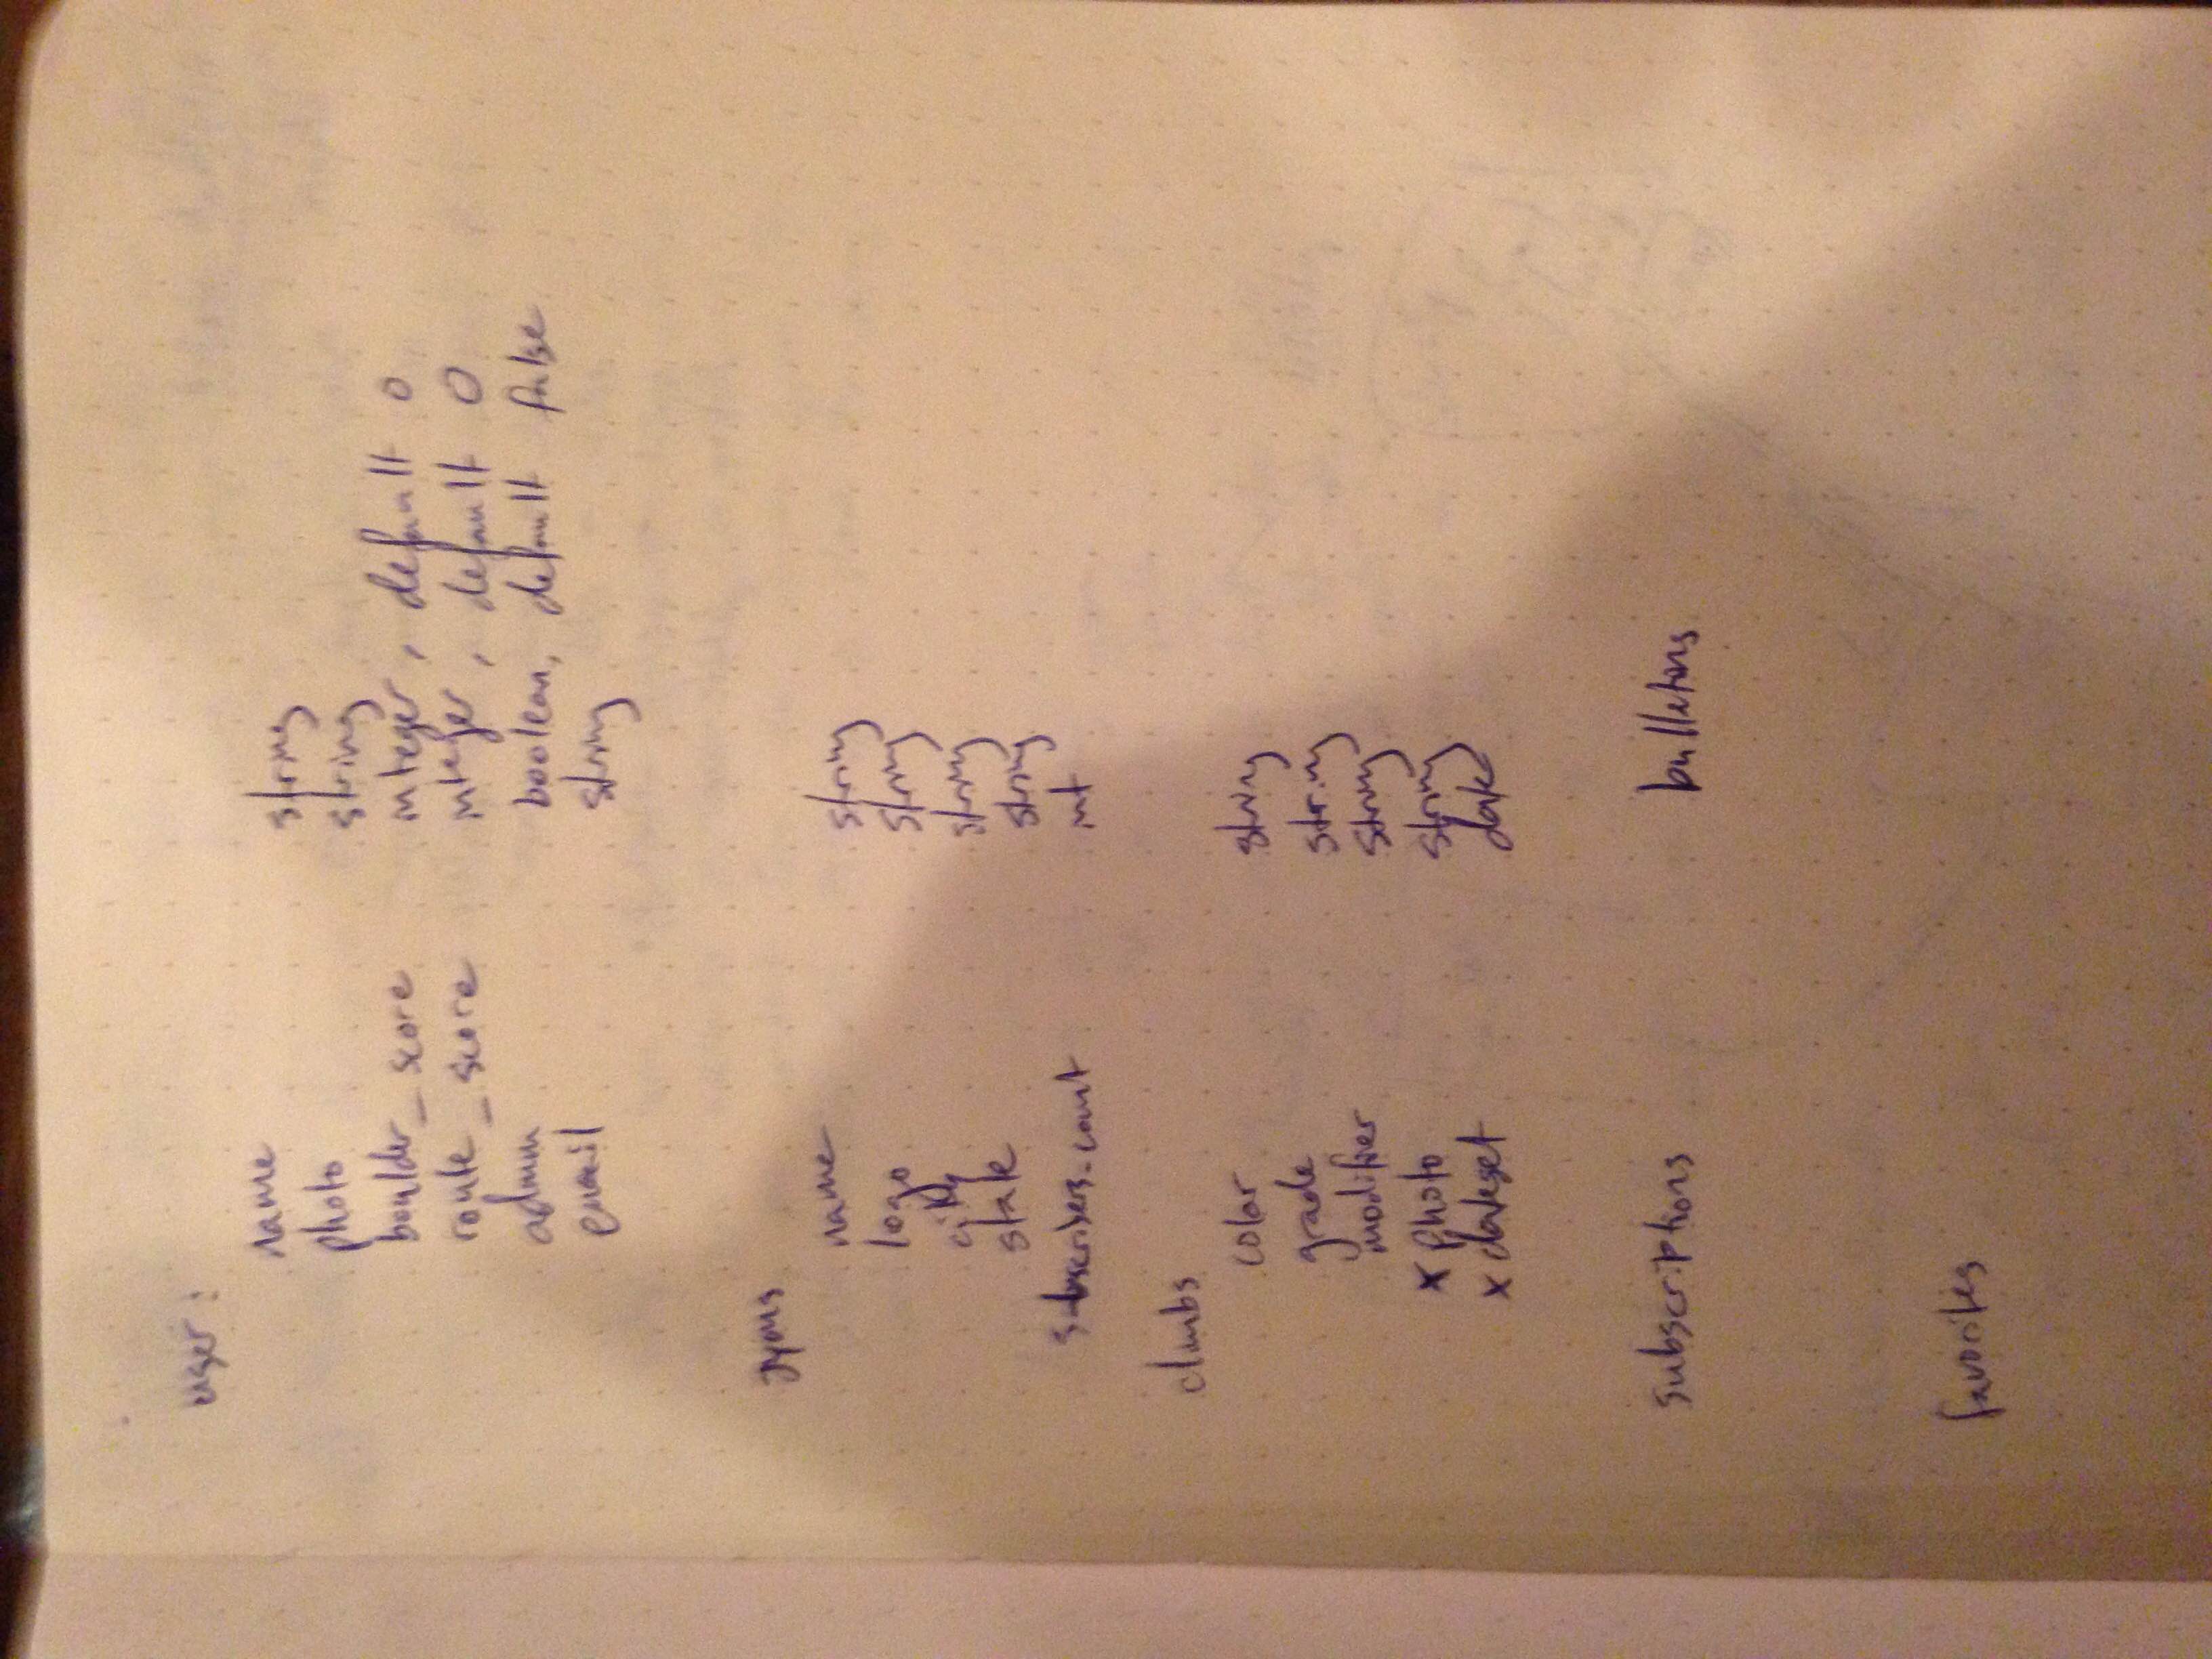 user :
name string
photo string
boulder_score integer, default 0
route_score integer, default 0
admin boolean, default false
email string
gyms
name string
logo string
city string
state string
subscribers_count int
climbs
color string
grade string
modifier string
x photo string
x dateset date
subscriptions bulletins
favorites